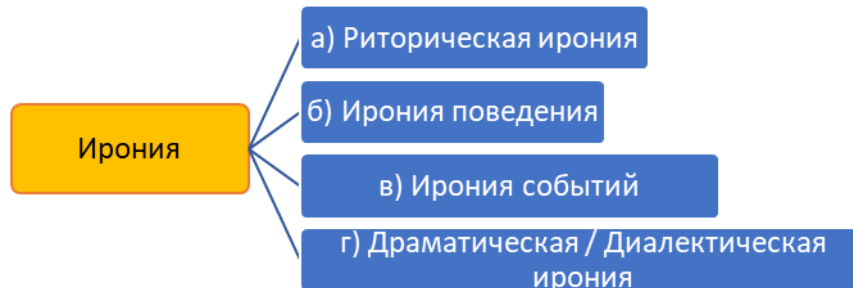 а) Риторическая ирония
б) Ирония поведения
Ирония
в) Ирония событий
г) Драматическая / Диалектическая
ирония